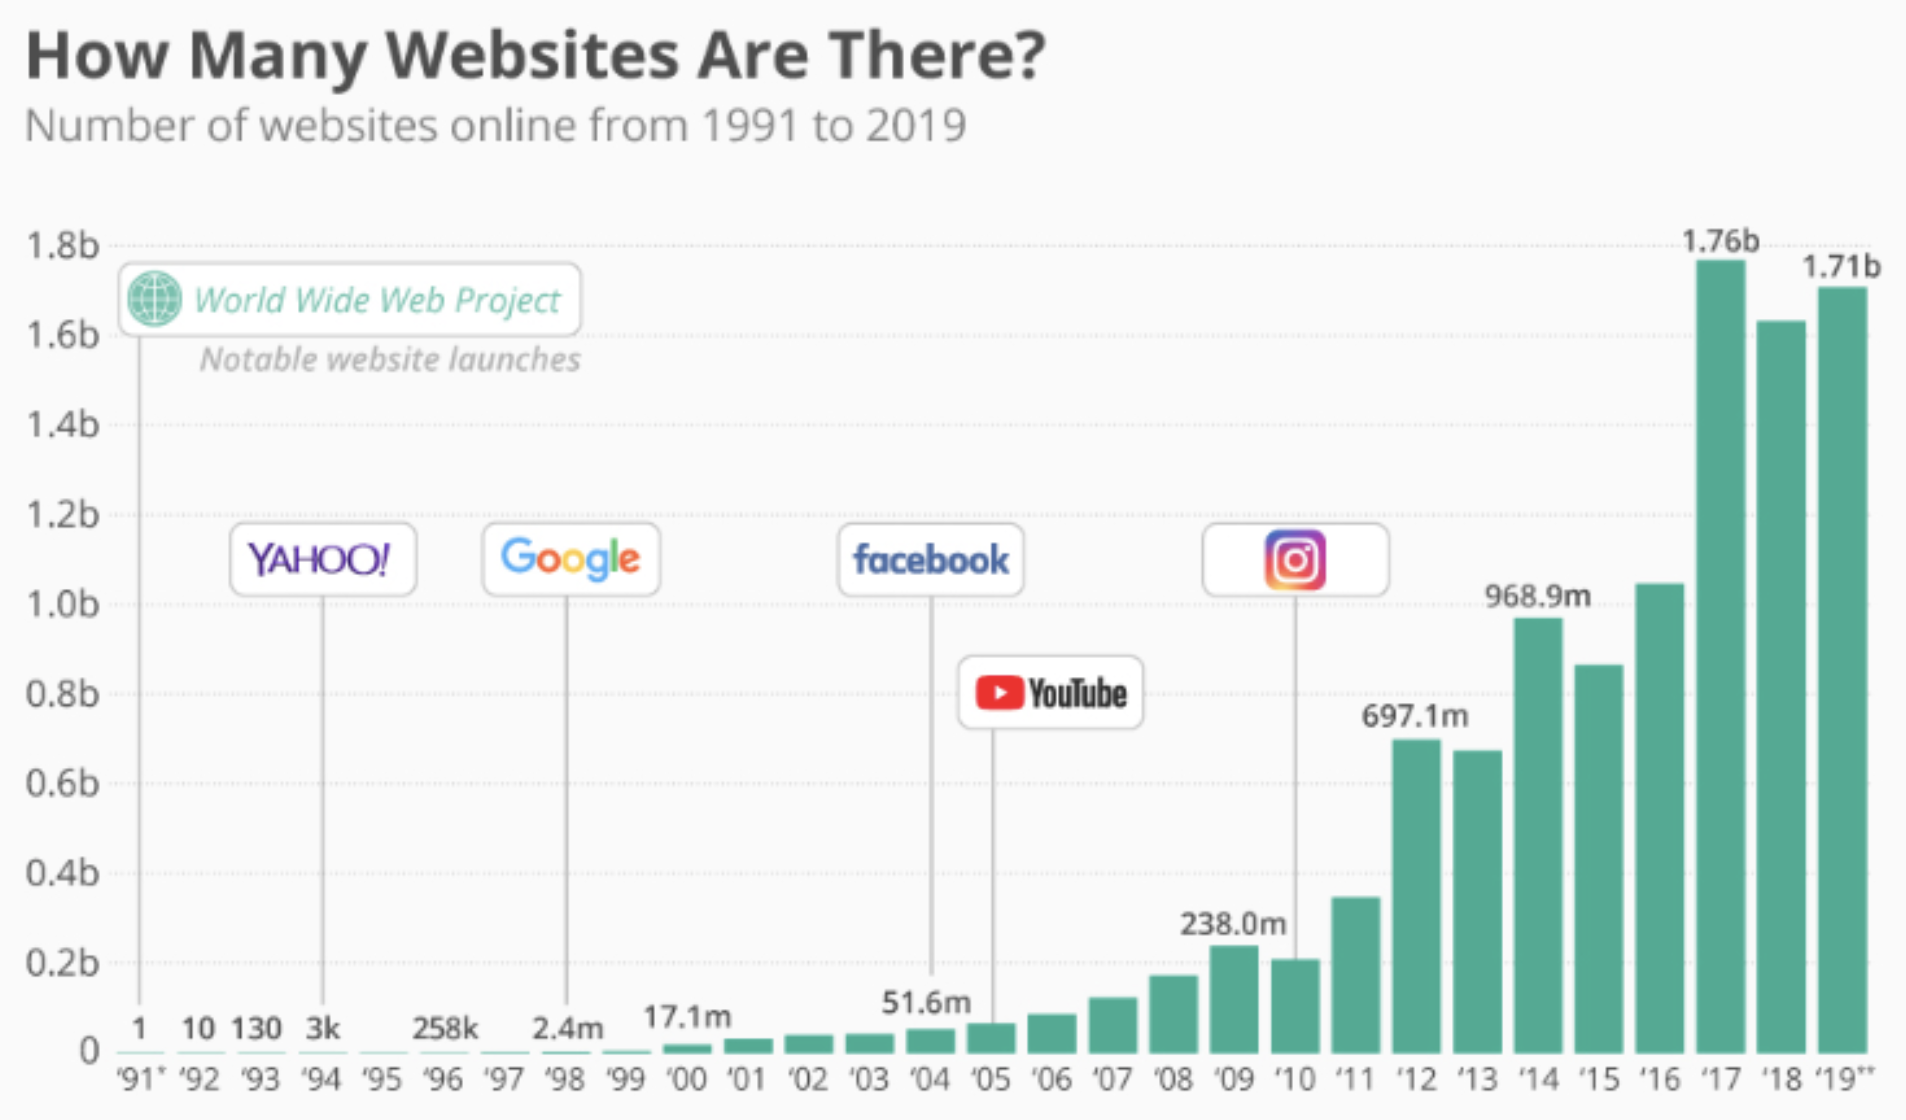 How Many Websites Are There?
Number of websites online from 1991 to 2019
1.8b
1.76b
1.71b
World Wide Web Project
1.6b
Notable website launches
1.4b
1.2b
YAHOO!
Google
facebook
1.0b
968.9m
0.8b
YouTube
697.1m
0.6b
0.4b
238.0m
0.2b
51.6m
17.1m
1 10 130 3k 258k 2.4m
0
‘91* ‘92 ‘93 ‘94 ‘95 ‘96 ‘97 ‘98 ‘99 ‘00 ‘01 ‘02 ‘03 ‘04 ‘05 ‘06 ‘07 ‘08 ‘09 ‘10 ‘11 ‘12 ‘13 ‘14 ‘15 ‘16 ‘17 ‘18 ‘19**